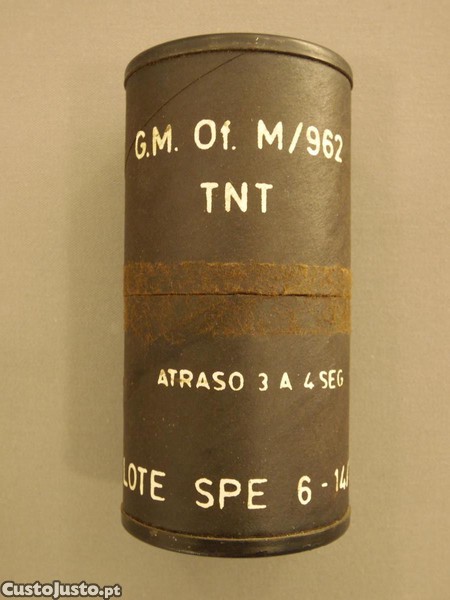 G.M. Of. M/962
TNT
ATRASO 3 A 4 SEG
LOTE SPE 6 - 14
CustoJusto.pt